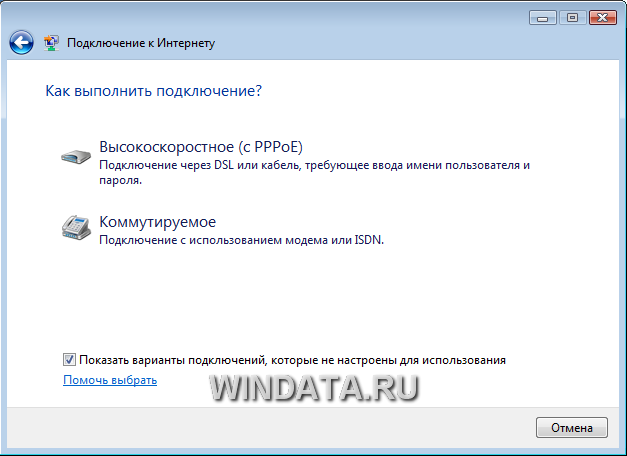 Подключение к Интернету
Как выполнить подключение?
Высокоскоростное (с PPPoE)
Подключение через DSL или кабель, требующее ввода имени пользователя и
пароля.
Коммутируемое
Подключение с использованием модема или ISDN.
Показать варианты подключений, которые не настроены для использования
Помочь выбрать
WINDATA.RU
Отмена